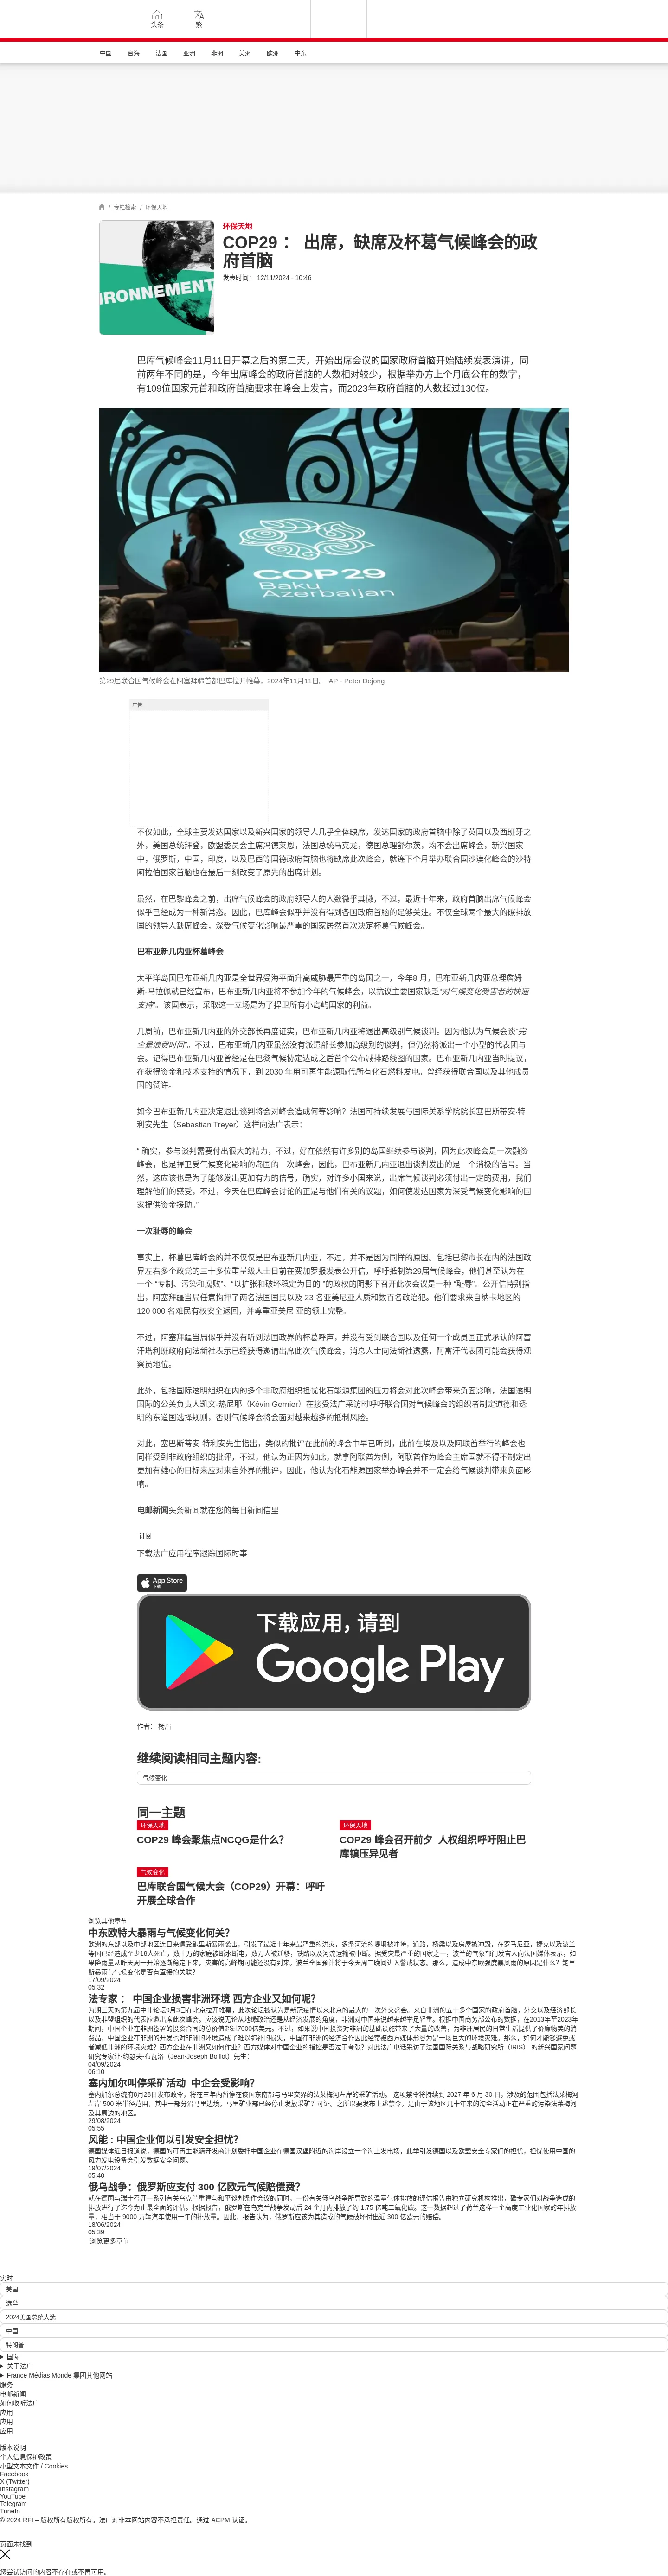 头条
繁
中国 台海 法国 亚洲 非洲 美洲 欧洲 中东
/ 专栏检索 / 环保天地
IRONNEMENT
环保天地
COP29 ： 出席，缺席及杯葛气候峰会的政
府首脑
发表时间： 12/11/2024 - 10:46
巴库气候峰会11月11日开幕之后的第二天，开始出席会议的国家政府首脑开始陆续发表演讲，同
前两年不同的是，今年出席峰会的政府首脑的人数相对较少，根据举办方上个月底公布的数字，
有109位国家元首和政府首脑要求在峰会上发言，而2023年政府首脑的人数超过130位。
COP29
Baku
Azerbaijan
第29届联合国气候峰会在阿塞拜疆首都巴库拉开帷幕，2024年11月11日。 AP - Peter Dejong
广告
不仅如此，全球主要发达国家以及新兴国家的领导人几乎全体缺席，发达国家的政府首脑中除了英国以及西班牙之
外，美国总统拜登，欧盟委员会主席冯德莱恩，法国总统马克龙，德国总理舒尔茨，均不会出席峰会，新兴国家
中，俄罗斯，中国，印度，以及巴西等国德政府首脑也将缺席此次峰会，就连下个月举办联合国沙漠化峰会的沙特
阿拉伯国家首脑也在最后一刻改变了原先的出席计划。
虽然，在巴黎峰会之前，出席气候峰会的政府领导人的人数微乎其微，不过，最近十年来，政府首脑出席气候峰会
似乎已经成为一种新常态。因此，巴库峰会似乎并没有得到各国政府首脑的足够关注。不仅全球两个最大的碳排放
国的领导人缺席峰会，深受气候变化影响最严重的国家居然首次决定杯葛气候峰会。
巴布亚新几内亚杯葛峰会
太平洋岛国巴布亚新几内亚是全世界受海平面升高威胁最严重的岛国之一，今年8 月，巴布亚新几内亚总理詹姆
斯-马拉佩就已经宣布，巴布亚新几内亚将不参加今年的气候峰会，以抗议主要国家缺乏“对气候变化受害者的快速
支持”。该国表示，采取这一立场是为了捍卫所有小岛屿国家的利益。
几周前，巴布亚新几内亚的外交部长再度证实，巴布亚新几内亚将退出高级别气候谈判。因为他认为气候会谈“完
全是浪费时间”。不过，巴布亚新几内亚虽然没有派遣部长参加高级别的谈判，但仍然将派出一个小型的代表团与
会。记得巴布亚新几内亚曾经是在巴黎气候协定达成之后首个公布减排路线图的国家。巴布亚新几内亚当时提议，
在获得资金和技术支持的情况下，到 2030 年用可再生能源取代所有化石燃料发电。曾经获得联合国以及其他成员
国的赞许。
如今巴布亚新几内亚决定退出谈判将会对峰会造成何等影响？法国可持续发展与国际关系学院院长塞巴斯蒂安·特
利安先生（Sebastian Treyer）这样向法广表示：
“ 确实，参与谈判需要付出很大的精力，不过，好在依然有许多别的岛国继续参与谈判，因为此次峰会是一次融资
峰会，也是捍卫受气候变化影响的岛国的一次峰会，因此，巴布亚新几内亚退出谈判发出的是一个消极的信号。当
然，这应该也是为了能够发出更加有力的信号，确实，对许多小国来说，出席气候谈判必须付出一定的费用，我们
理解他们的感受，不过，今天在巴库峰会讨论的正是与他们有关的议题，如何使发达国家为深受气候变化影响的国
家提供资金援助。”
一次耻辱的峰会
事实上，杯葛巴库峰会的并不仅仅是巴布亚新几内亚，不过，并不是因为同样的原因。包括巴黎市长在内的法国政
界左右多个政党的三十多位重量级人士日前在费加罗报发表公开信，呼吁抵制第29届气候峰会，他们甚至认为在
一个 “专制、污染和腐败”、“以扩张和破坏稳定为目的 ”的政权的阴影下召开此次会议是一种 “耻辱”。公开信特别指
出，阿塞拜疆当局任意拘押了两名法国国民以及 23 名亚美尼亚人质和数百名政治犯。他们要求来自纳卡地区的
120 000 名难民有权安全返回，并尊重亚美尼 亚的领土完整。
不过，阿塞拜疆当局似乎并没有听到法国政界的杯葛呼声，并没有受到联合国以及任何一个成员国正式承认的阿富
汗塔利班政府向法新社表示已经获得邀请出席此次气候峰会，消息人士向法新社透露，阿富汗代表团可能会获得观
察员地位。
此外，包括国际透明组织在内的多个非政府组织担忧化石能源集团的压力将会对此次峰会带来负面影响，法国透明
国际的公关负责人凯文·热尼耶（Kévin Gernier）在接受法广采访时呼吁联合国对气候峰会的组织者制定道德和透
明的东道国选择规则，否则气候峰会将会面对越来越多的抵制风险。
对此，塞巴斯蒂安·特利安先生指出，类似的批评在此前的峰会中早已听到，此前在埃及以及阿联酋举行的峰会也
同样受到非政府组织的批评，不过，他认为正因为如此，就拿阿联酋为例，阿联酋作为峰会主席国就不得不制定出
更加有雄心的目标来应对来自外界的批评，因此，他认为化石能源国家举办峰会并不一定会给气候谈判带来负面影
响。
电邮新闻头条新闻就在您的每日新闻信里
订阅
下载法广应用程序跟踪国际时事
App Store
下载
下载应用，请到
Google Play
作者： 杨眉
继续阅读相同主题内容:
气候变化
同一主题
环保天地
COP29 峰会聚焦点NCQG是什么？
环保天地
COP29 峰会召开前夕 人权组织呼吁阻止巴
库镇压异见者
气候变化
巴库联合国气候大会（COP29）开幕：呼吁
开展全球合作
浏览其他章节
中东欧特大暴雨与气候变化何关？
欧洲的东部以及中部地区连日来遭受鲍里斯暴雨袭击，引发了最近十年来最严重的洪灾，多条河流的堤坝被冲垮，道路，桥梁以及房屋被冲毁，在罗马尼亚，捷克以及波兰
等国已经造成至少18人死亡，数十万的家庭被断水断电，数万人被迁移，铁路以及河流运输被中断。据受灾最严重的国家之一，波兰的气象部门发言人向法国媒体表示，如
果降雨量从昨天周一开始逐渐稳定下来，灾害的高峰期可能还没有到来。波兰全国预计将于今天周二晚间进入警戒状态。那么，造成中东欧强度暴风雨的原因是什么？鲍里
斯暴雨与气候变化是否有直接的关联？
17/09/2024
05:32
法专家： 中国企业损害非洲环境 西方企业又如何呢？
为期三天的第九届中非论坛9月3日在北京拉开帷幕，此次论坛被认为是新冠疫情以来北京的最大的一次外交盛会。来自非洲的五十多个国家的政府首脑，外交以及经济部长
以及非盟组织的代表应邀出席此次峰会。应该说无论从地缘政治还是从经济发展的角度，非洲对中国来说越来越举足轻重。根据中国商务部公布的数据，在2013年至2023年
期间，中国企业在非洲签署的投资合同的总价值超过7000亿美元。不过，如果说中国投资对非洲的基础设施带来了大量的改善，为非洲居民的日常生活提供了价廉物美的消
费品，中国企业在非洲的开发也对非洲的环境造成了难以弥补的损失，中国在非洲的经济合作因此经常被西方媒体形容为是一场巨大的环境灾难。那么，如何才能够避免或
者减低非洲的环境灾难？西方企业在非洲又如何作业？西方媒体对中国企业的指控是否过于夸张？对此法广电话采访了法国国际关系与战略研究所（IRIS）的新兴国家问题
研究专家让-约瑟夫-布瓦洛（Jean-Joseph Boillot）先生：
04/09/2024
06:10
塞内加尔叫停采矿活动 中企会受影响？
塞内加尔总统府8月28日发布政令，将在三年内暂停在该国东南部与马里交界的法莱梅河左岸的采矿活动。 这项禁令将持续到 2027 年 6 月 30 日，涉及的范围包括法莱梅河
左岸 500 米半径范围，其中一部分沿马里边境。马里矿业部已经停止发放采矿许可证。之所以要发布上述禁令，是由于该地区几十年来的淘金活动正在严重的污染法莱梅河
及其周边的地区。
29/08/2024
05:55
风能 : 中国企业何以引发安全担忧？
德国媒体近日报道说，德国的可再生能源开发商计划委托中国企业在德国汉堡附近的海岸设立一个海上发电场，此举引发德国以及欧盟安全专家们的担忧，担忧使用中国的
风力发电设备会引发数据安全问题。
19/07/2024
05:40
俄乌战争：俄罗斯应支付 300 亿欧元气候赔偿费？
就在德国与瑞士召开一系列有关乌克兰重建与和平谈判条件会议的同时，一份有关俄乌战争所导致的温室气体排放的评估报告由独立研究机构推出，碳专家们对战争造成的
排放进行了迄今为止最全面的评估。根据报告，俄罗斯在乌克兰战争发动后 24 个月内排放了约 1.75 亿吨二氧化碳。这一数据超过了荷兰这样一个高度工业化国家的年排放
量，相当于 9000 万辆汽车使用一年的排放量。因此，报告认为，俄罗斯应该为其造成的气候破坏付出近 300 亿欧元的赔偿。
18/06/2024
05:39
浏览更多章节
实时
美国
选举
2024美国总统大选
中国
特朗普
国际
关于法广
France Médias Monde 集团其他网站
服务
电邮新闻
如何收听法广
应用
应用
应用
版本说明
个人信息保护政策
小型文本文件 / Cookies
Facebook
X (Twitter)
Instagram
YouTube
Telegram
TuneIn
© 2024 RFI – 版权所有版权所有。法广对非本网站内容不承担责任。通过 ACPM 认证。
页面未找到
您尝试访问的内容不存在或不再可用。